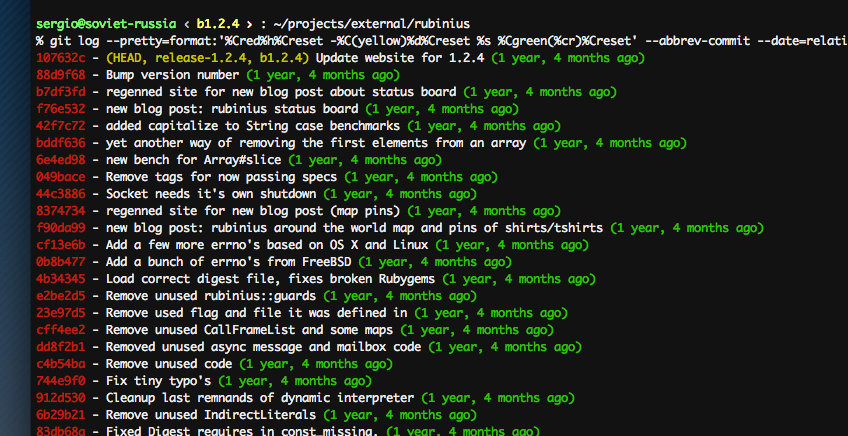 sergio@soviet-russia ‹ b1.2.4 › : ~/projects/external/rubinius
% git log --pretty=format:'%Cred%h%Creset -%C(yellow)%d%Creset %s %Cgreen(%cr)%Creset' --abbrev-commit --date=relati
107632c - (HEAD, release-1.2.4, b1.2.4) Update website for 1.2.4 (1 year, 4 months ago)
88d9f68 - Bump version number (1 year, 4 months ago)
b7df3fd - regenned site for new blog post about status board (1 year, 4 months ago)
f76e532 - new blog post: rubinius status board (1 year, 4 months ago)
42f7c72 - added capitalize to String case benchmarks (1 year, 4 months ago)
bddf636 - yet another way of removing the first elements from an array (1 year, 4 months ago)
6e4ed98 - new bench for Array#slice (1 year, 4 months ago)
049bace - Remove tags for now passing specs (1 year, 4 months ago)
44c3886 - Socket needs it's own shutdown (1 year, 4 months ago)
8374734 - regenned site for new blog post (map pins) (1 year, 4 months ago)
f90da99 - new blog post: rubinius around the world map and pins of shirts/tshirts (1 year, 4 months ago)
cf13e6b - Add a few more errno's based on OS X and Linux (1 year, 4 months ago)
0b8b477 - Add a bunch of errno's from FreeBSD (1 year, 4 months ago)
4b34345 - Load correct digest file, fixes broken Rubygems (1 year, 4 months ago)
e2be2d5 - Remove unused rubinius::guards (1 year, 4 months ago)
23e97d5 - Remove used flag and file it was defined in (1 year, 4 months ago)
cff4ee2 - Remove unused CallFrameList and some maps (1 year, 4 months ago)
dd8f2b1 - Removed unused async message and mailbox code (1 year, 4 months ago)
c4b54ba - Remove unused code (1 year, 4 months ago)
744e9f0 - Fix tiny typo's (1 year, 4 months ago)
912d530 - Cleanup last remnants of dynamic interpreter (1 year, 4 months ago)
6b29b21 - Remove unused IndirectLiterals (1 year, 4 months ago)
83db68g - Fixed Digest requires in const_missing. (1 year, 4 months ago)